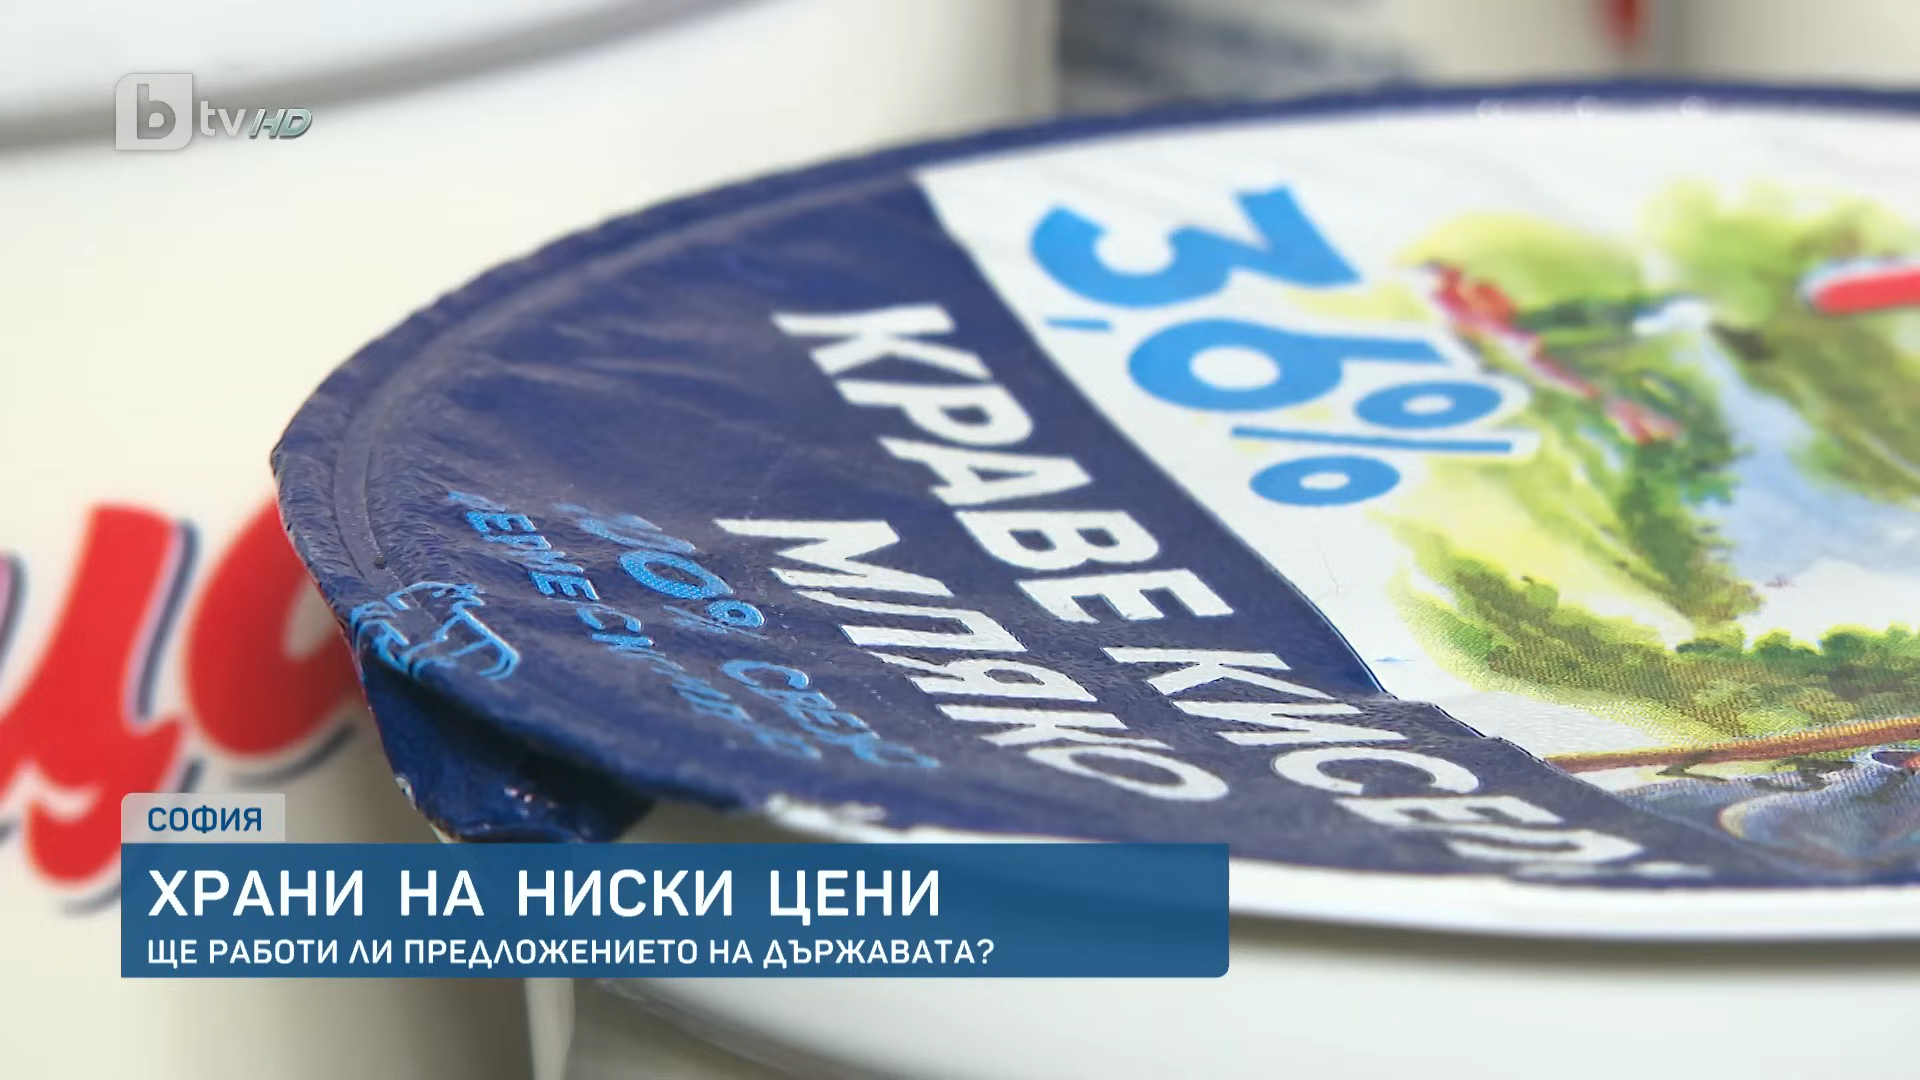 btv HD
3,6%
КРАВЕ КИСЕЛО
МЛЯКО
СОФИЯ
ХРАНИ НА НИСКИ ЦЕНИ
ЩЕ РАБОТИ ЛИ ПРЕДЛОЖЕНИЕТО НА ДЪРЖАВАТА?